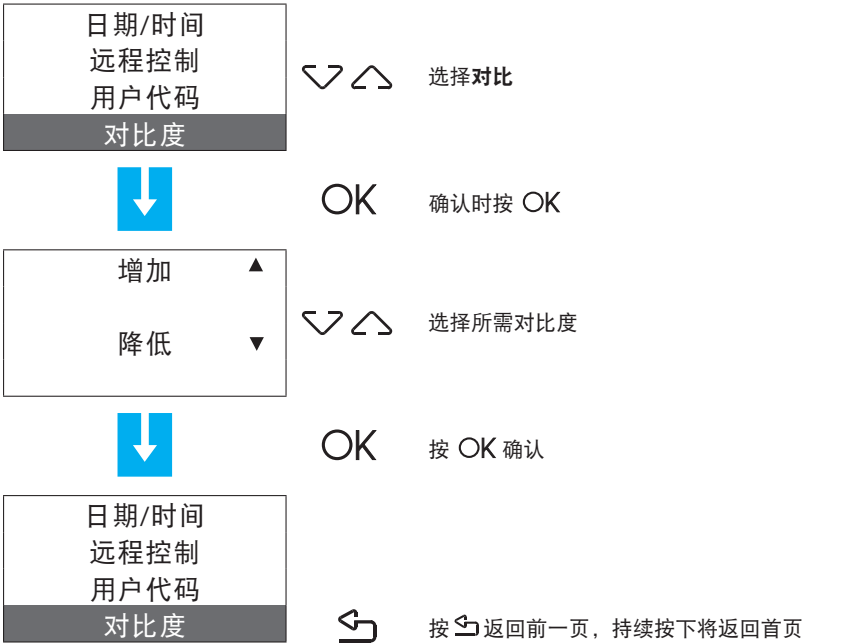 日期/时间
远程控制
用户代码
对比度
选择对比
OK 确认时按 OK
增加 ▲
降低 ▼
选择所需对比度
OK 按 OK 确认
日期/时间
远程控制
用户代码
对比度
按返回前一页，持续按下将返回首页